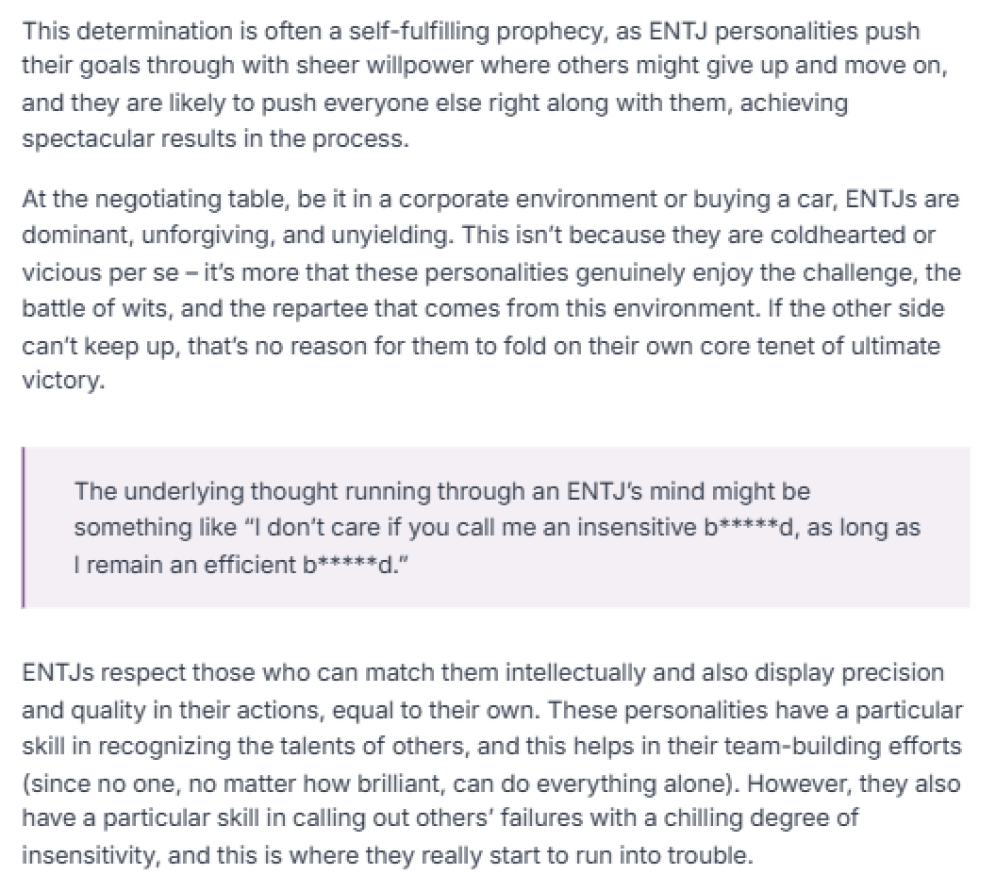 This determination is often a self-fulfilling prophecy, as ENTJ personalities push
their goals through with sheer willpower where others might give up and move on,
and they are likely to push everyone else right along with them, achieving
spectacular results in the process.
At the negotiating table, be it in a corporate environment or buying a car, ENTJs are
dominant, unforgiving, and unyielding. This isn’t because they are coldhearted or
vicious per se – it’s more that these personalities genuinely enjoy the challenge, the
battle of wits, and the repartee that comes from this environment. If the other side
can’t keep up, that’s no reason for them to fold on their own core tenet of ultimate
victory.
The underlying thought running through an ENTJ’s mind might be
something like “I don’t care if you call me an insensitive b*****d, as long as
I remain an efficient b*****d.”
ENTJs respect those who can match them intellectually and also display precision
and quality in their actions, equal to their own. These personalities have a particular
skill in recognizing the talents of others, and this helps in their team-building efforts
(since no one, no matter how brilliant, can do everything alone). However, they also
have a particular skill in calling out others’ failures with a chilling degree of
insensitivity, and this is where they really start to run into trouble.